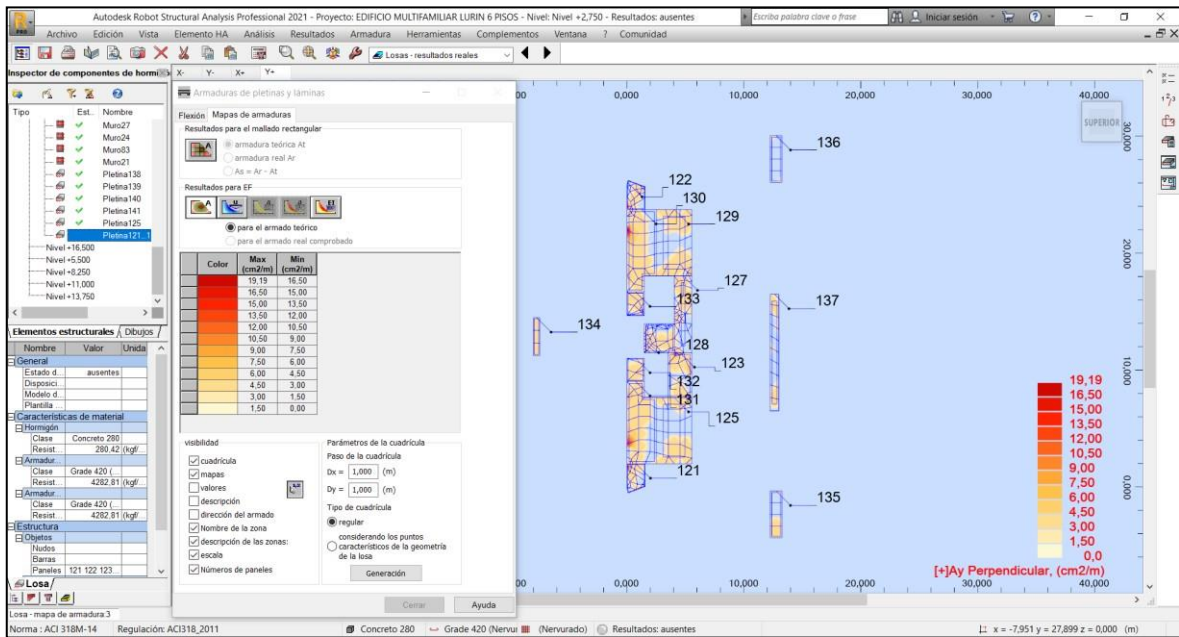 Autodesk Robot Structural Analysis Professional 2021 - Proyecto: EDIFICIO MULTIFAMILIAR LURIN 6 PISOS - Nivel: Nivel +2,750 - Resultados: ausentes
Escriba palabra clave o frase
Iniciar sesión
PRO
Archivo Edición Vista Elemento HA Análisis Resultados Armadura Herramientas Complementos Ventana ? Comunidad
Losas - resultados reales
Inspector de componentes de hormi
X- Y- X+ Y+
Tipo Est.. Nombre
Muro27
Muro24
Muro83
Muro21
Pletina138
Pletina139
Pletina140
Pletina141
Pletina125
Pletina121...1
Nivel +16,500
Nivel +5,500
Nivel +8,250
Nivel +11,000
Nivel +13,750
Elementos estructurales Dibujos
Nombre Valor Unida
General
Estado d... ausentes
Disposici...
Modelo d...
Plantilla ...
Características de material
Hormigón
Clase Concreto 280
Resist... 280,42 (kgf/
Armadur...
Clase Grade 420 (...
Resist... 4282,81 (kgf/
Armadur...
Clase Grade 420 (...
Resist... 4282,81 (kgf/
Estructura
Objetos
Nudos
Barras
Paneles 121 122 123...
Losa
Losa - mapa de armadura:3
Armaduras de pletinas y láminas
Flexión Mapas de armaduras
Resultados para el mallado rectangular
armadura teórica At
armadura real Ar
As = Ar - At
Resultados para EF
para el armado teórico
para el armado real comprobado
Color Max (cm2/m) Min (cm2/m)
19,19 16,50
16,50 15,00
15,00 13,50
13,50 12,00
12,00 10,50
10,50 9,00
9,00 7,50
7,50 6,00
6,00 4,50
4,50 3,00
3,00 1,50
1,50 0,00
visibilidad
cuadrícula
mapas
valores
descripción
dirección del armado
Nombre de la zona
descripción de las zonas:
escala
Números de paneles
Parámetros de la cuadrícula
Paso de la cuadrícula
Dx = 1,000 (m)
Dy = 1,000 (m)
Tipo de cuadrícula
regular
considerando los puntos
característicos de la geometría
de la losa
Generación
Cerrar Ayuda
00 0,000 10,000 20,000 30,000 40,000
SUPERIOR
30,000
20,000
10,000
0,000
136
122
130
129
127
133
137
134
128
123
132
131
125
121
135
19,19
16,50
15,00
13,50
12,00
10,50
9,00
7,50
6,00
4,50
3,00
1,50
0,0
[+]Ay Perpendicular, (cm2/m)
00 0,000 10,000 20,000 30,000 40,000
Norma : ACI 318M-14 Regulación: ACI318_2011 Concreto 280 Grade 420 (Nervur (Nervurado) Resultados: ausentes x = -7,951 y = 27,899 z = 0,000 (m)